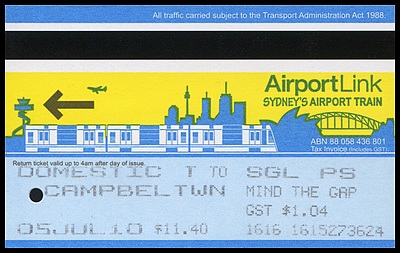 All traffic carried subject to the Transport Administration Act 1988.
AirportLink
SYDNEY'S AIRPORT TRAIN
ABN 88 058 436 801
Tax Invoice (Includes GST).
Return ticket valid up to 4am after day of issue.
DOMESTIC T TO SGL PS
CAMPBELTWN MIND THE GAP
GST $1.04
05JUL10 $11.40 1616 1615273624